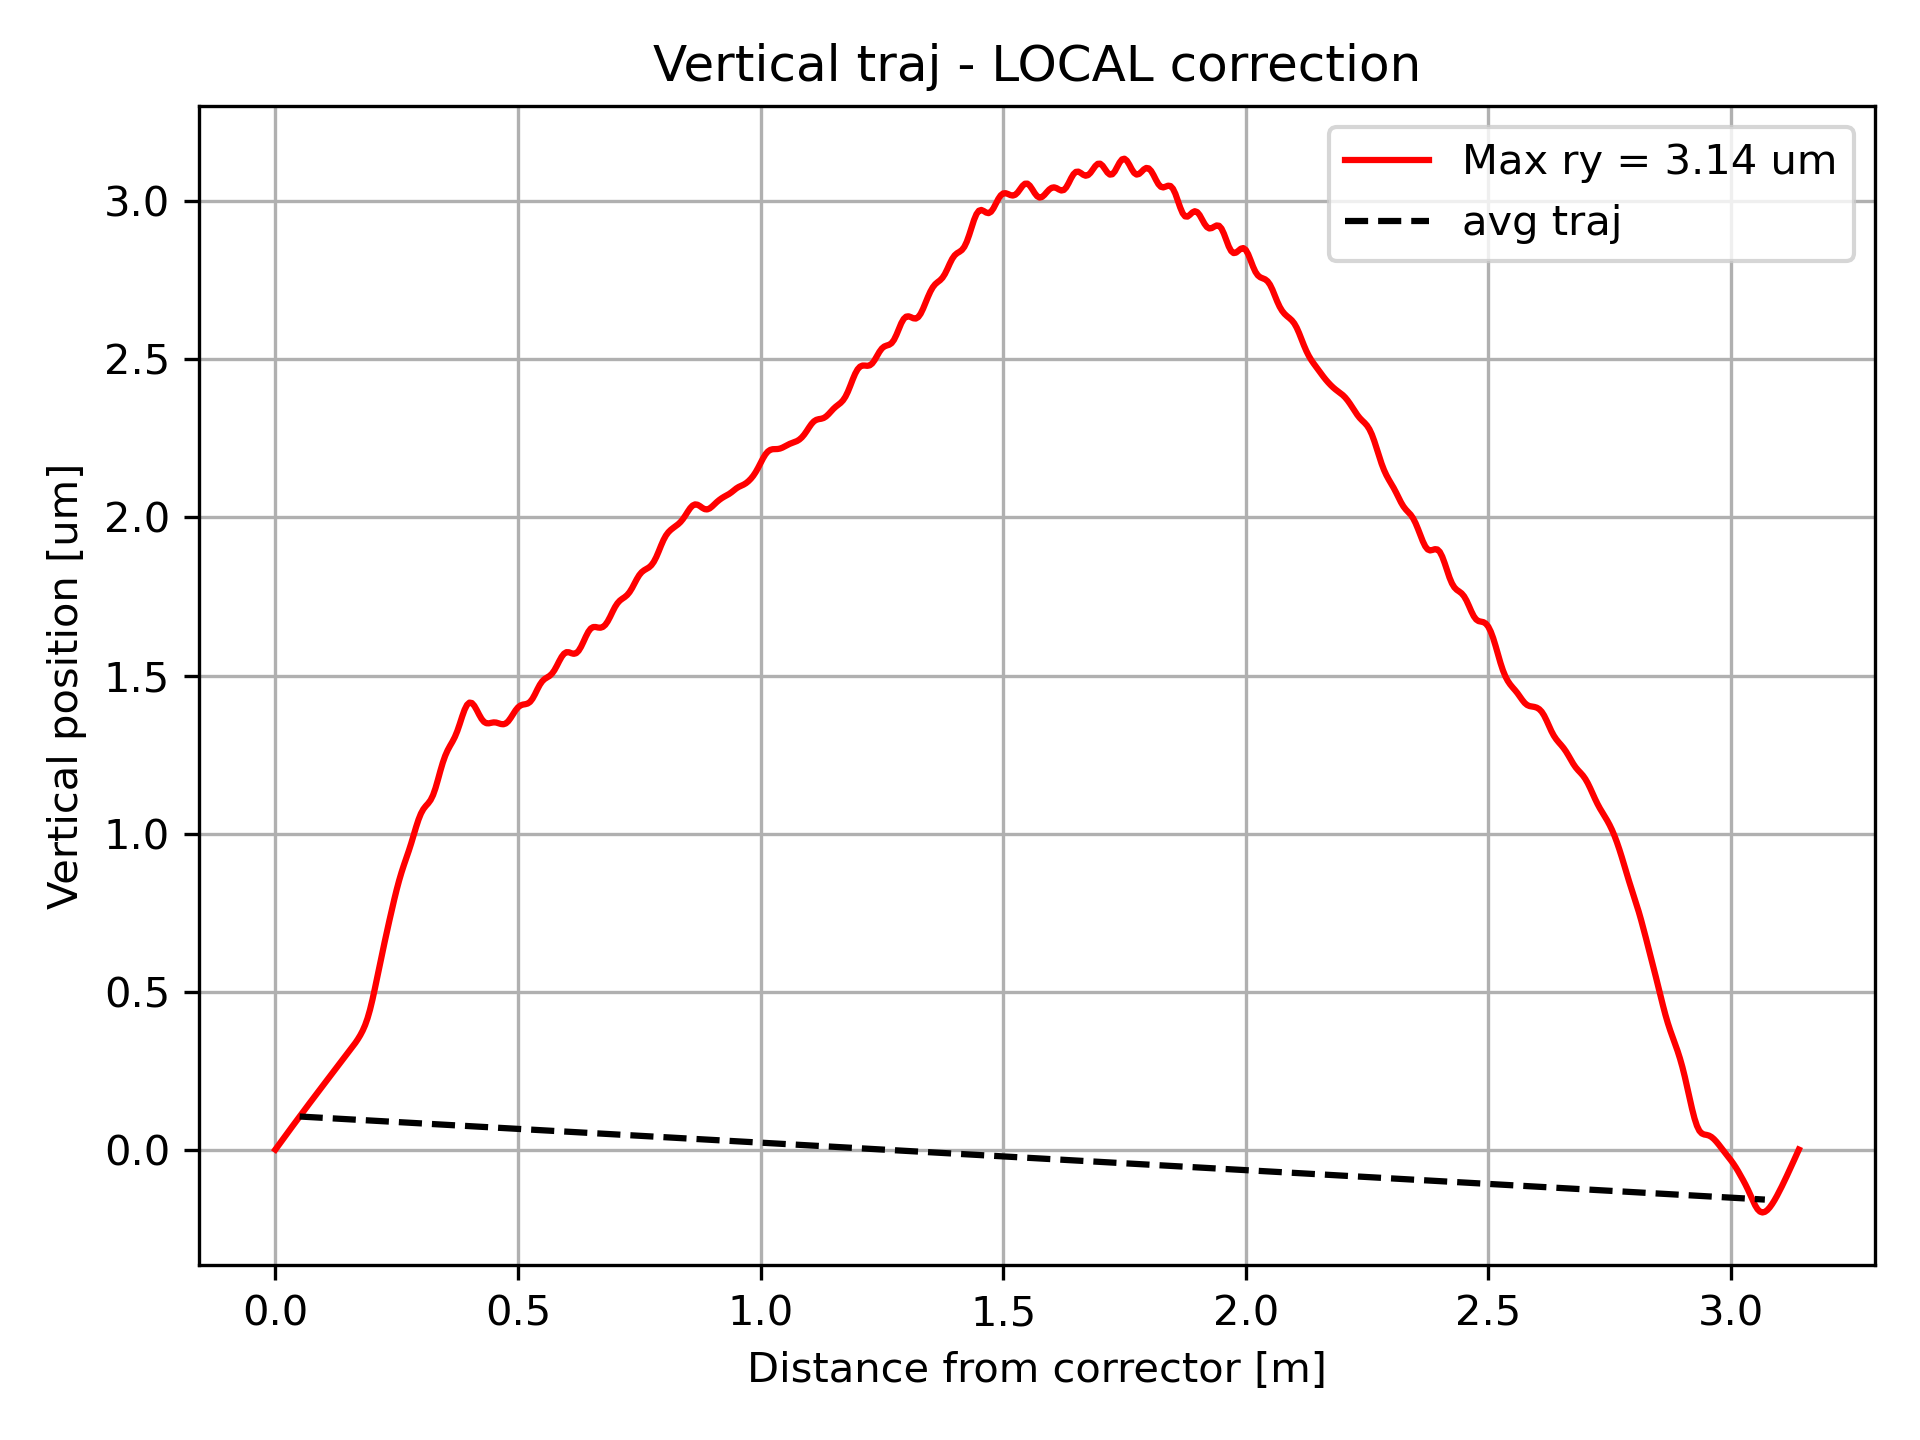 Vertical traj - LOCAL correction
Max ry = 3.14 um
avg traj
Vertical position [um]
3.0
2.5
2.0
1.5
1.0
0.5
0.0
0.0 0.5 1.0 1.5 2.0 2.5 3.0
Distance from corrector [m]